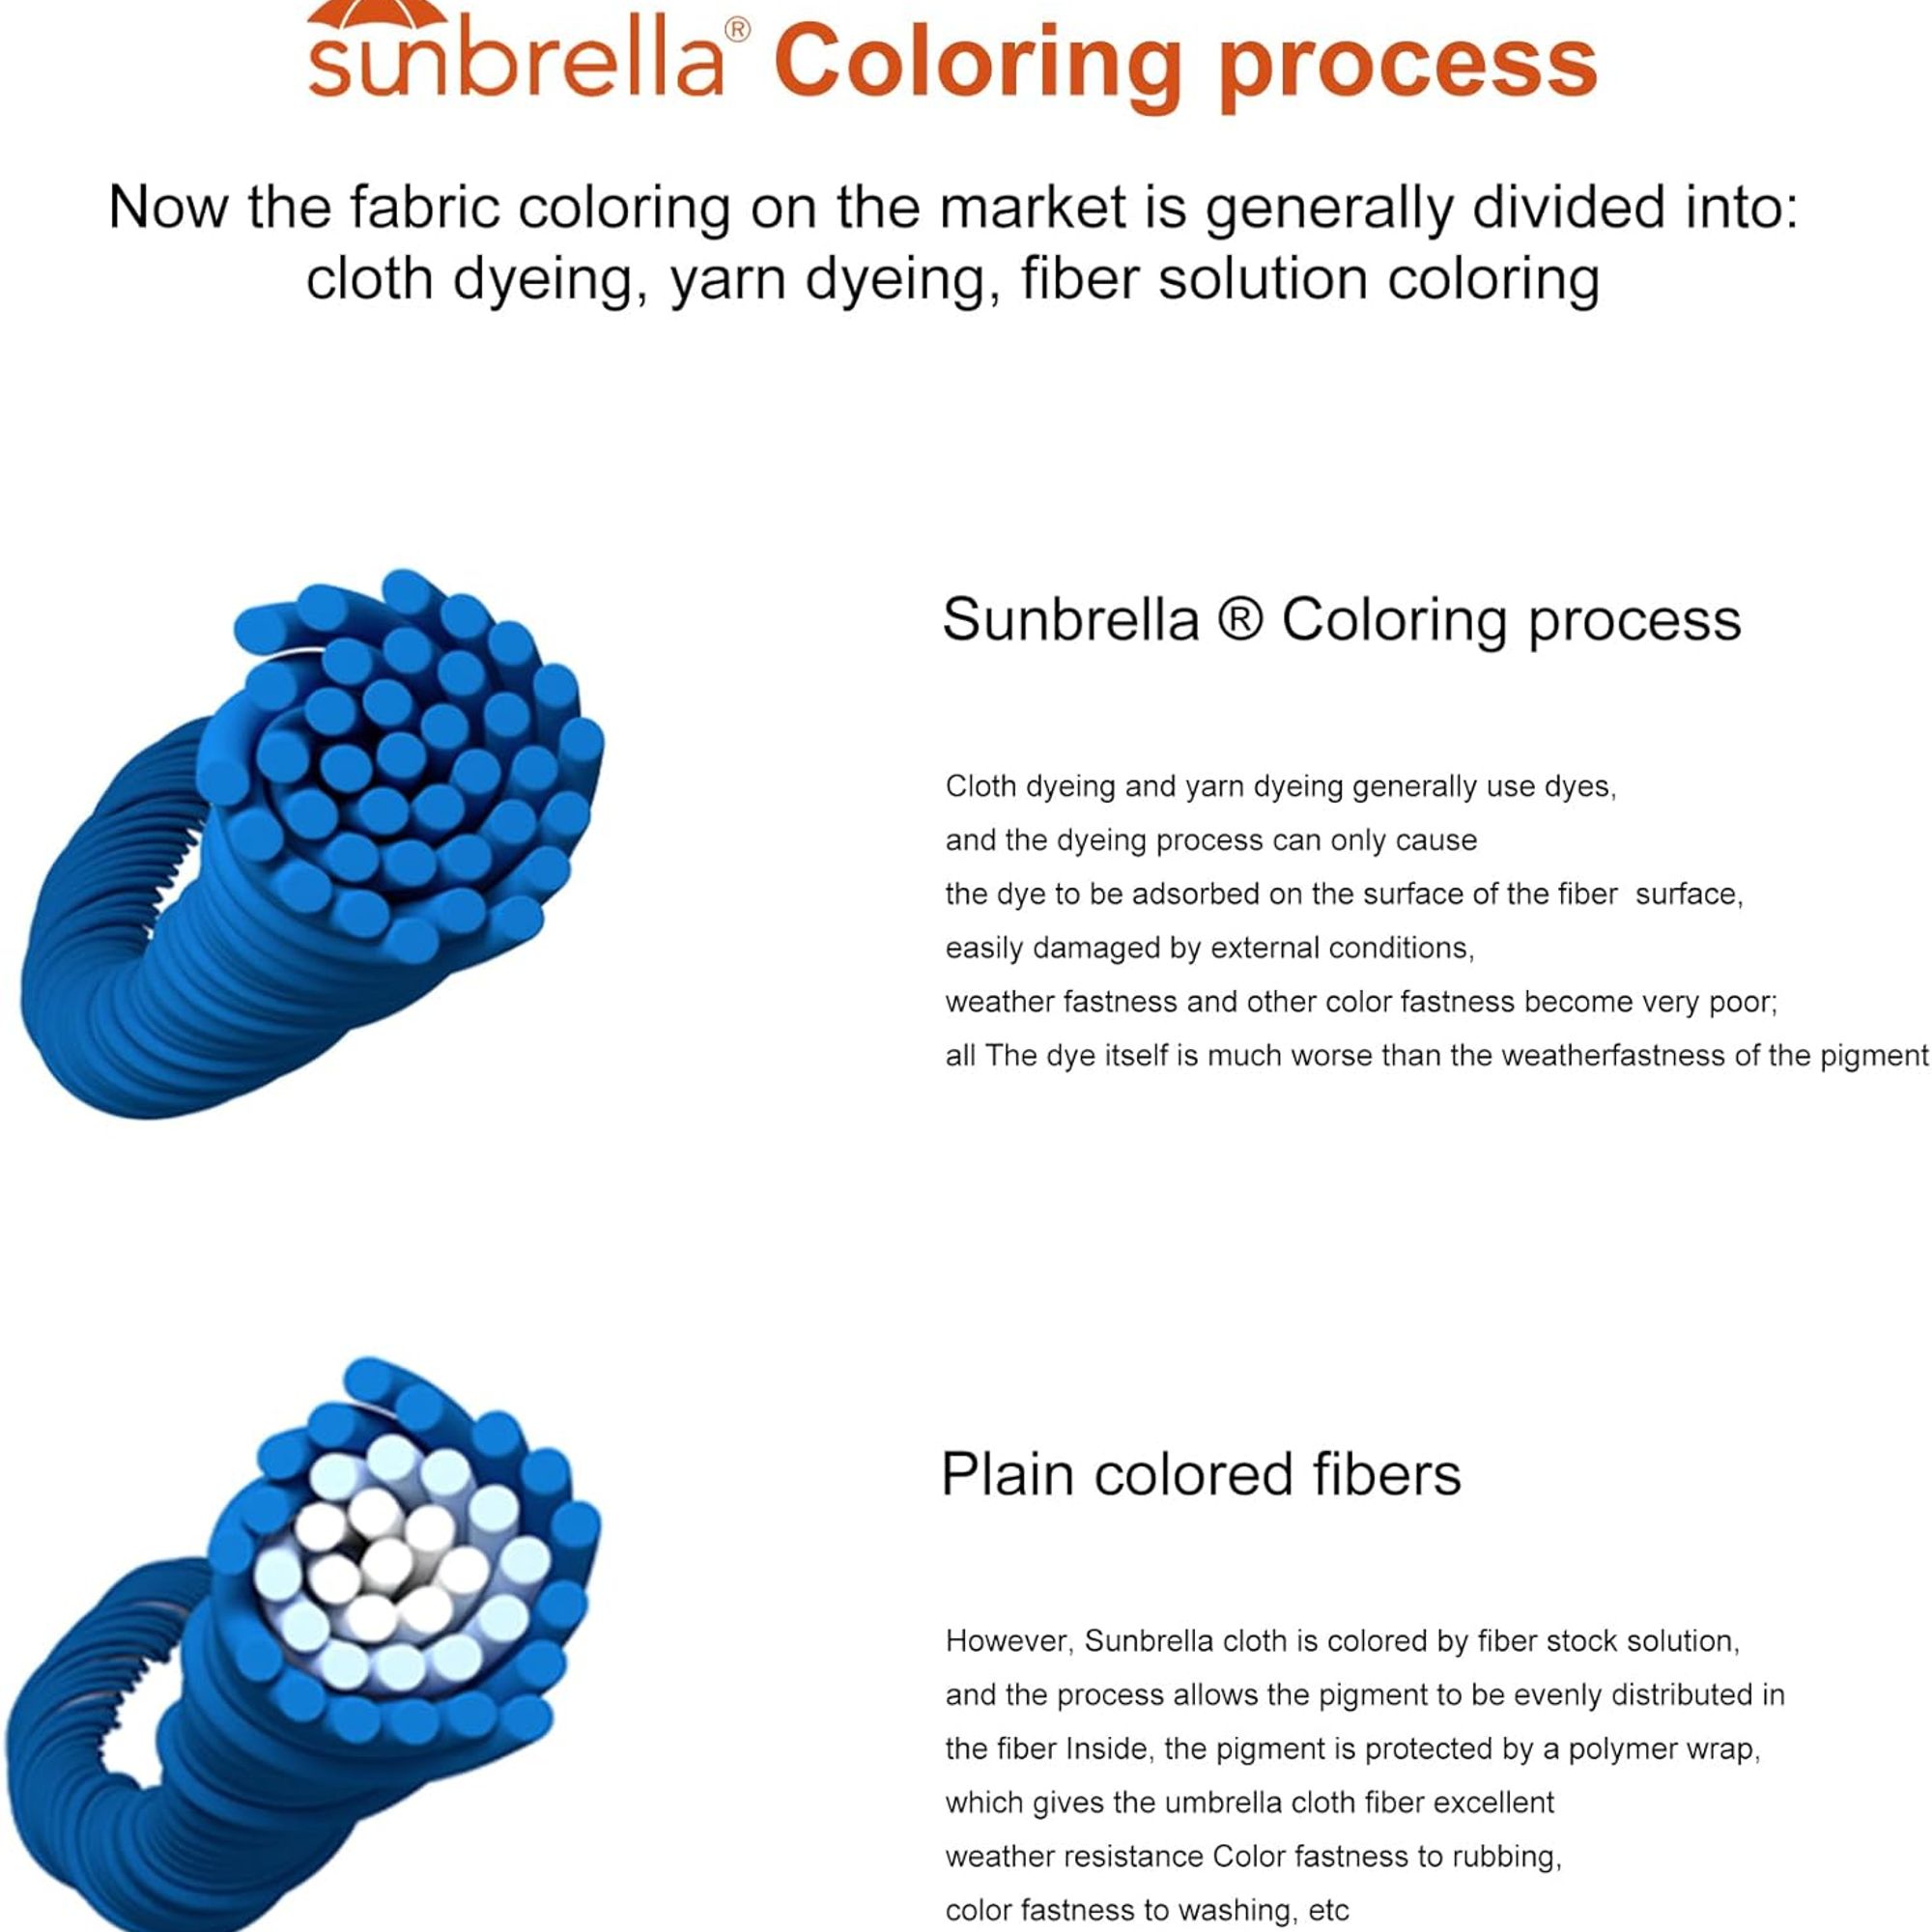 sunbrella® Coloring process
Now the fabric coloring on the market is generally divided into:
cloth dyeing, yarn dyeing, fiber solution coloring
Sunbrella ® Coloring process
Cloth dyeing and yarn dyeing generally use dyes,
and the dyeing process can only cause
the dye to be adsorbed on the surface of the fiber surface,
easily damaged by external conditions,
weather fastness and other color fastness become very poor;
all The dye itself is much worse than the weatherfastness of the pigment
Plain colored fibers
However, Sunbrella cloth is colored by fiber stock solution,
and the process allows the pigment to be evenly distributed in
the fiber Inside, the pigment is protected by a polymer wrap,
which gives the umbrella cloth fiber excellent
weather resistance Color fastness to rubbing,
color fastness to washing, etc